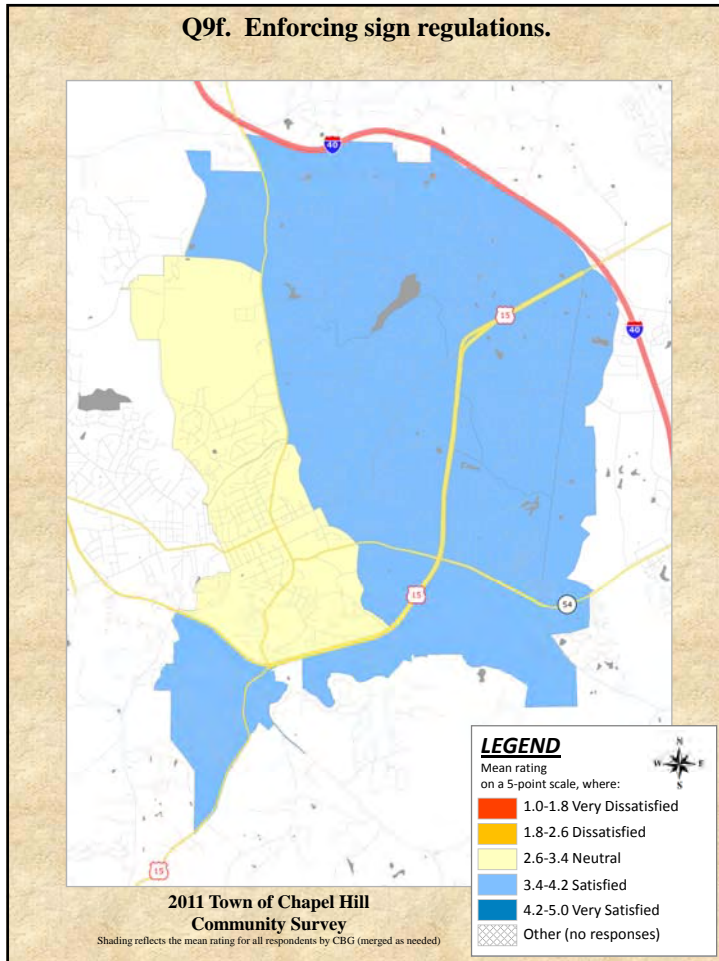 Q9f. Enforcing sign regulations.
40
15
40
15
54
15
LEGEND
Mean rating
on a 5-point scale, where:
N
W E
S
1.0-1.8 Very Dissatisfied
1.8-2.6 Dissatisfied
2.6-3.4 Neutral
3.4-4.2 Satisfied
4.2-5.0 Very Satisfied
Other (no responses)
2011 Town of Chapel Hill
Community Survey
Shading reflects the mean rating for all respondents by CBG (merged as needed)